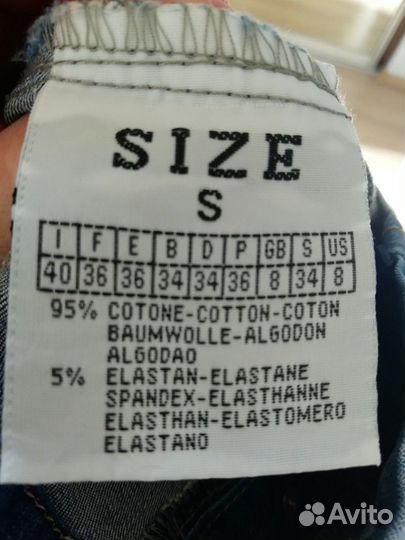 SIZE
S
I F E B D P GB S US
40 36 36 34 34 36 8 34 8
95% COTONE-COTTON-COTON
BAUMWOLLE-ALGODON
ALGODAO
5% ELASTAN-ELASTANE
SPANDEX-ELASTHANNE
ELASTHAN-ELASTOMERO
ELASTANO
Avito